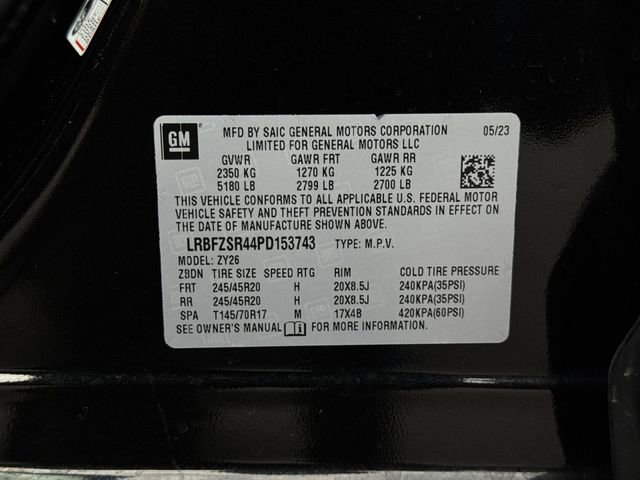 GM
MFD BY SAIC GENERAL MOTORS CORPORATION 05/23
LIMITED FOR GENERAL MOTORS LLC
GVWR GAWR FRT GAWR RR
2350 KG 1270 KG 1225 KG
5180 LB 2799 LB 2700 LB
THIS VEHICLE CONFORMS TO ALL APPLICABLE U.S. FEDERAL MOTOR
VEHICLE SAFETY AND THEFT PREVENTION STANDARDS IN EFFECT ON
THE DATE OF MANUFACTURE SHOWN ABOVE.
LRBFZSR44PD153743 TYPE: M.P.V.
MODEL: ZY26
ZBDN TIRE SIZE SPEED RTG RIM COLD TIRE PRESSURE
FRT 245/45R20 H 20X8.5J 240KPA(35PSI)
RR 245/45R20 H 20X8.5J 240KPA(35PSI)
SPA T145/70R17 M 17X4B 420KPA(60PSI)
SEE OWNER'S MANUAL FOR MORE INFORMATION.